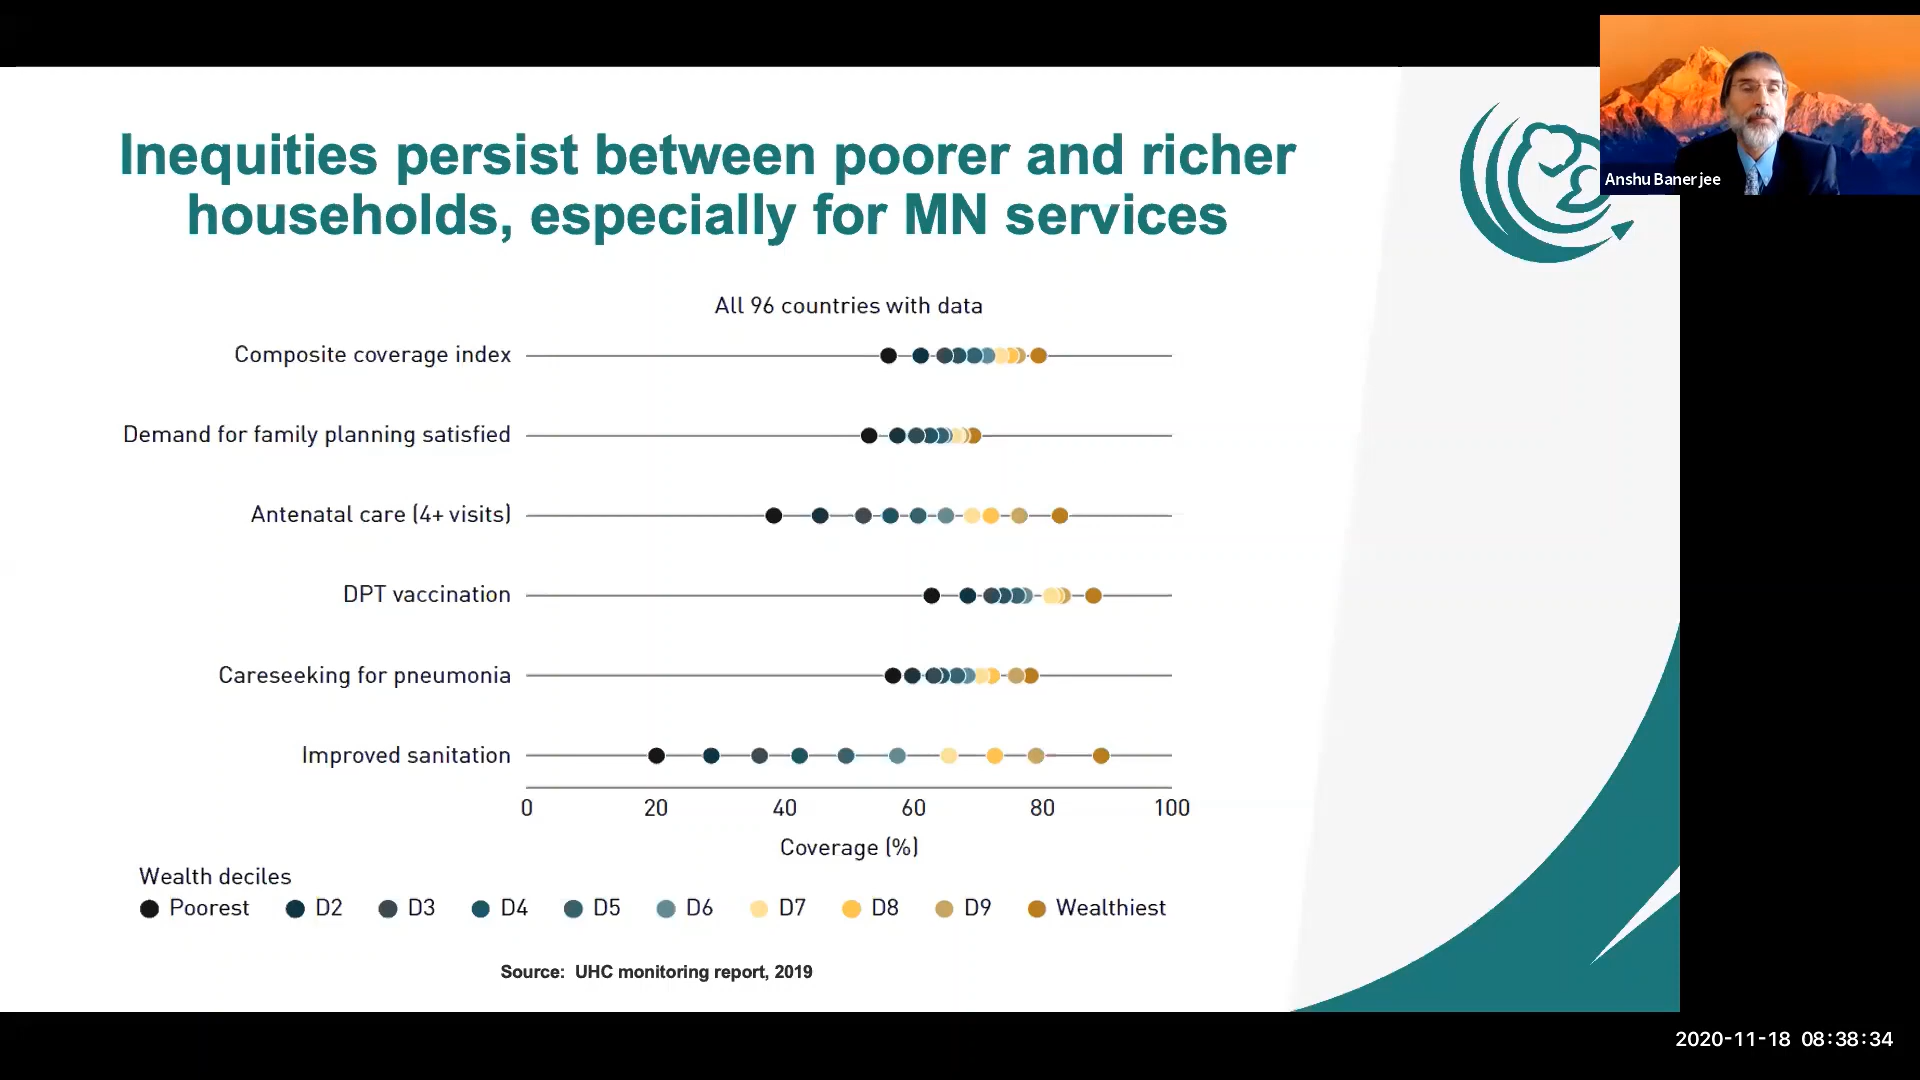 Inequities persist between poorer and richer
households, especially for MN services
Anshu Banerjee
All 96 countries with data
Composite coverage index
Demand for family planning satisfied
Antenatal care (4+ visits)
DPT vaccination
Careseeking for pneumonia
Improved sanitation
0 20 40 60 80 100
Coverage (%)
Wealth deciles
Poorest D2 D3 D4 D5 D6 D7 D8 D9 Wealthiest
Source: UHC monitoring report, 2019
2020-11-18 08:38:34